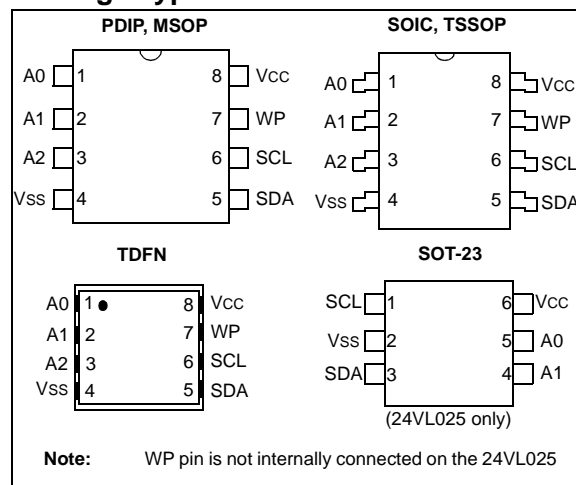 PDIP, MSOP
A0 1 8 VCC
A1 2 7 WP
A2 3 6 SCL
VSS 4 5 SDA
SOIC, TSSOP
A0 1 8 VCC
A1 2 7 WP
A2 3 6 SCL
VSS 4 5 SDA
TDFN
A0 1 8 VCC
A1 2 7 WP
A2 3 6 SCL
VSS 4 5 SDA
SOT-23
SCL 1 6 VCC
VSS 2 5 A0
SDA 3 4 A1
(24VL025 only)
Note: WP pin is not internally connected on the 24VL025